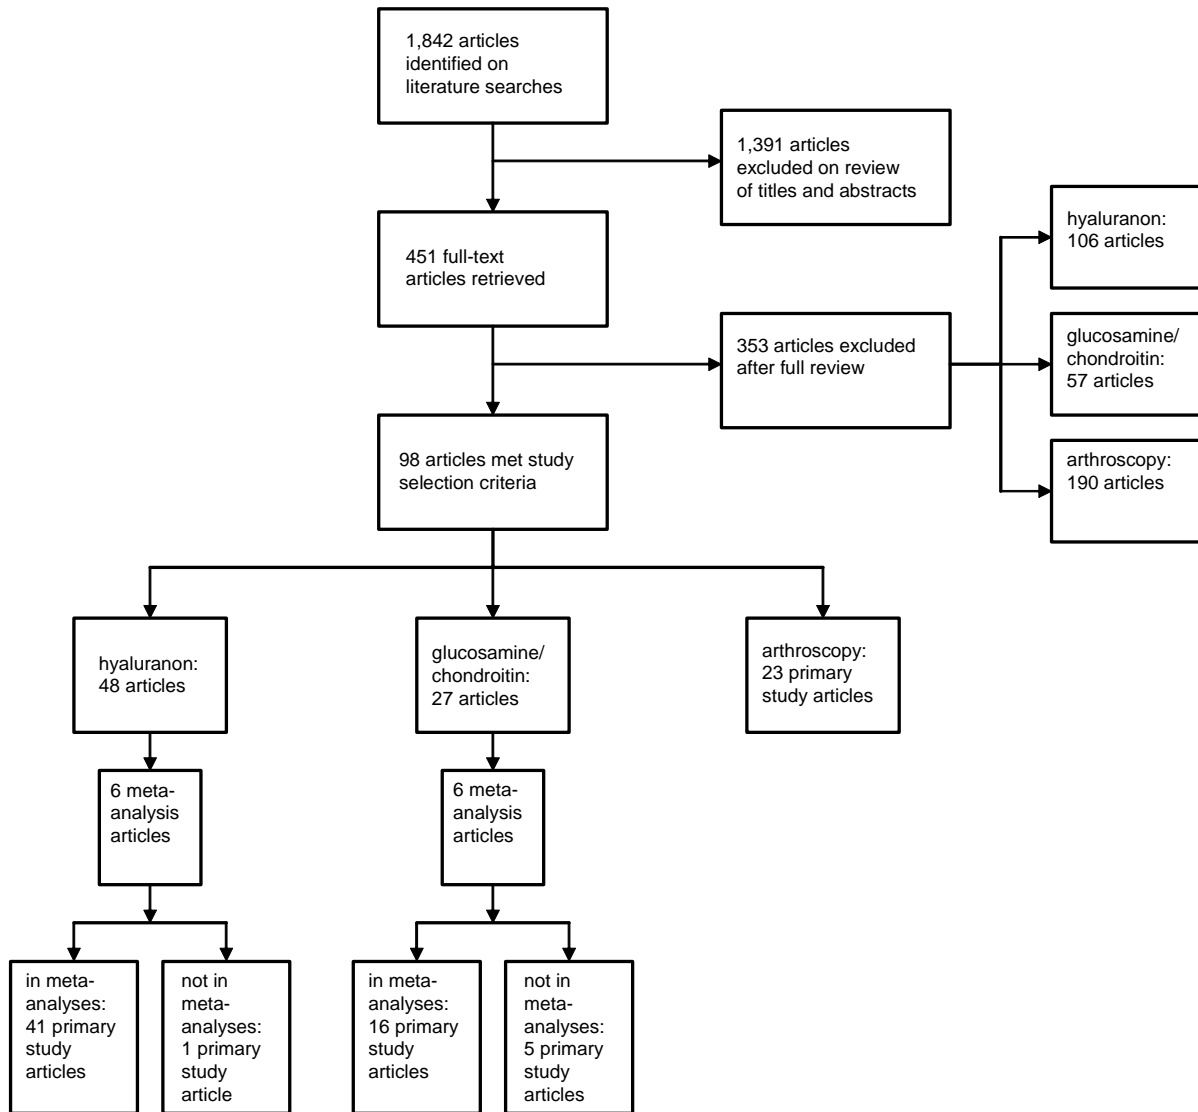 1,842 articles
identified on
literature searches
1,391 articles
excluded on review
of titles and abstracts
451 full-text
articles retrieved
353 articles excluded
after full review
hyaluranon:
106 articles
glucosamine/
chondroitin:
57 articles
arthroscopy:
190 articles
98 articles met study
selection criteria
hyaluranon:
48 articles
glucosamine/
chondroitin:
27 articles
arthroscopy:
23 primary
study articles
6 meta-
analysis
articles
6 meta-
analysis
articles
in meta-
analyses:
41 primary
study
articles
not in
meta-
analyses:
1 primary
study
article
in meta-
analyses:
16 primary
study
articles
not in
meta-
analyses:
5 primary
study
articles